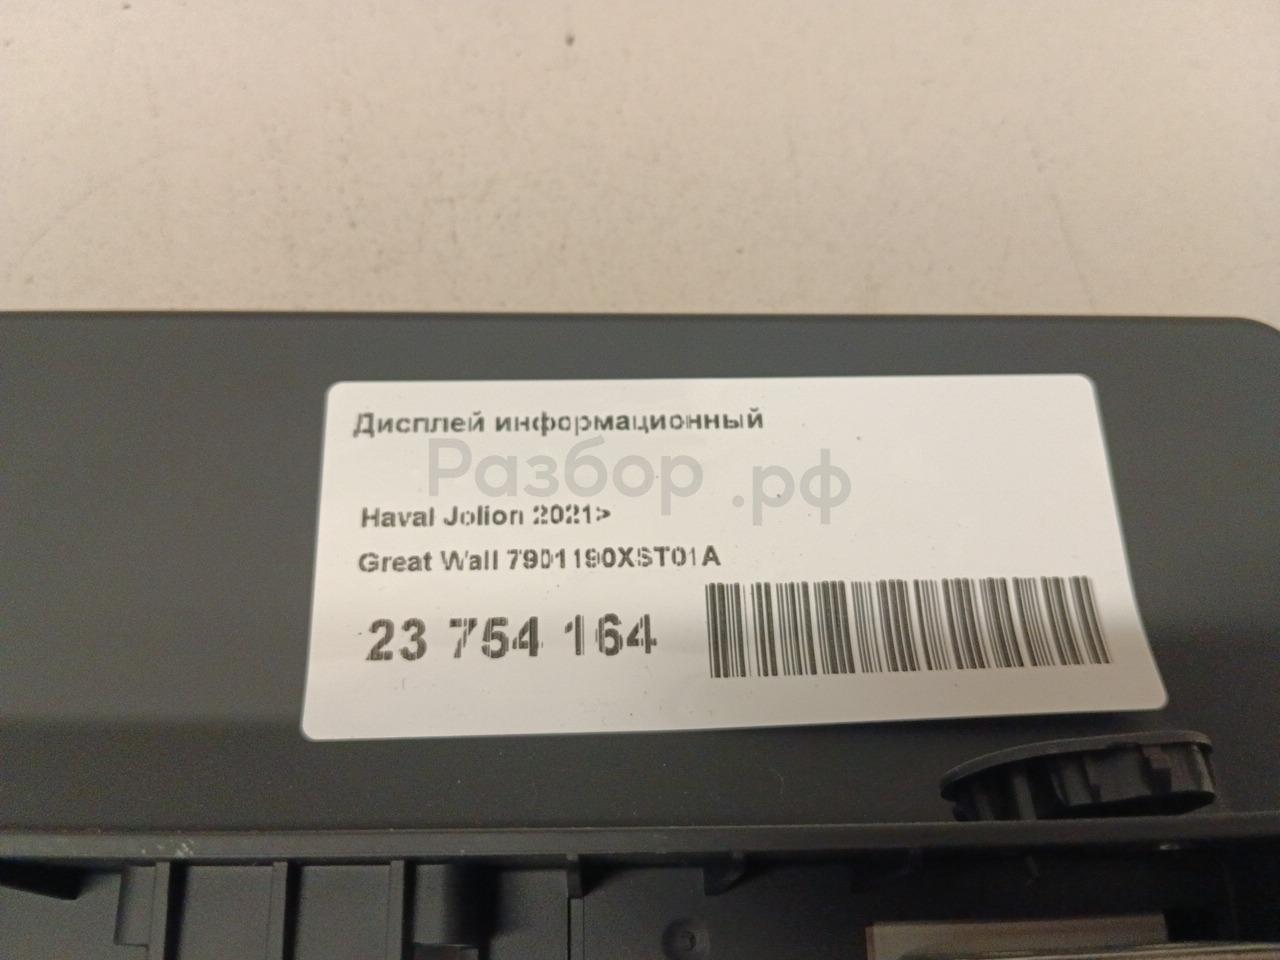 Дисплей информационный
Разбор.рф
Haval Jolion 2021>
Great Wall 7901190XST01A
23 754 164